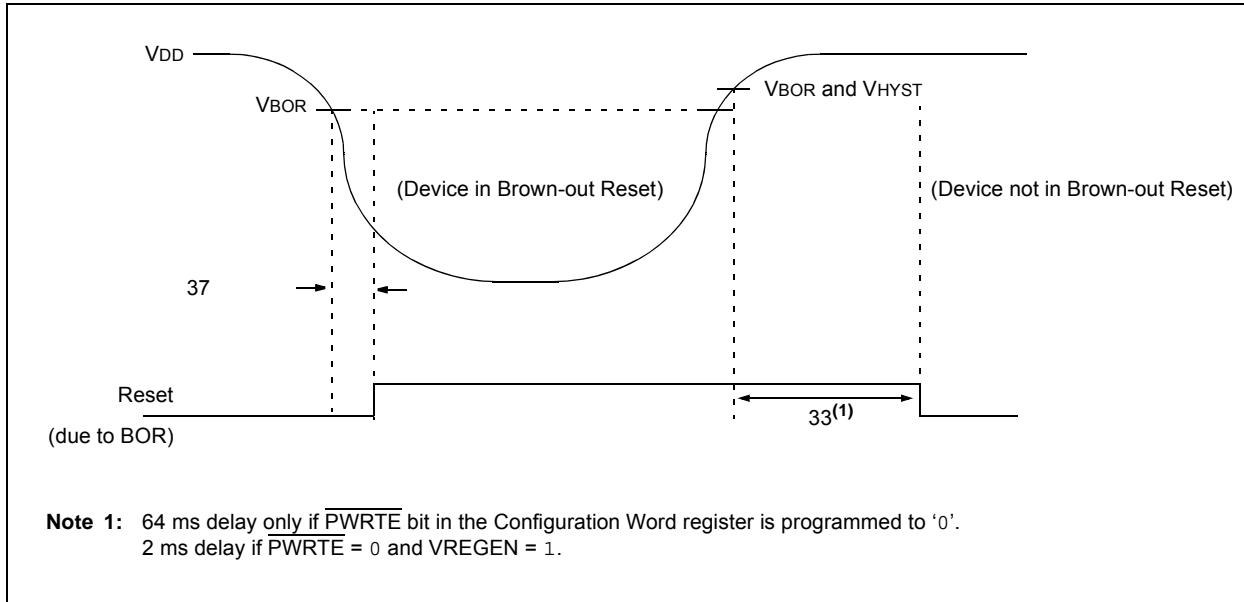 VDD
VBOR
VBOR and VHYST
(Device in Brown-out Reset)
(Device not in Brown-out Reset)
37
Reset
(due to BOR)
33(1)
Note 1: 64 ms delay only if PWRTE bit in the Configuration Word register is programmed to ‘0’.
2 ms delay if PWRTE = 0 and VREGEN = 1.